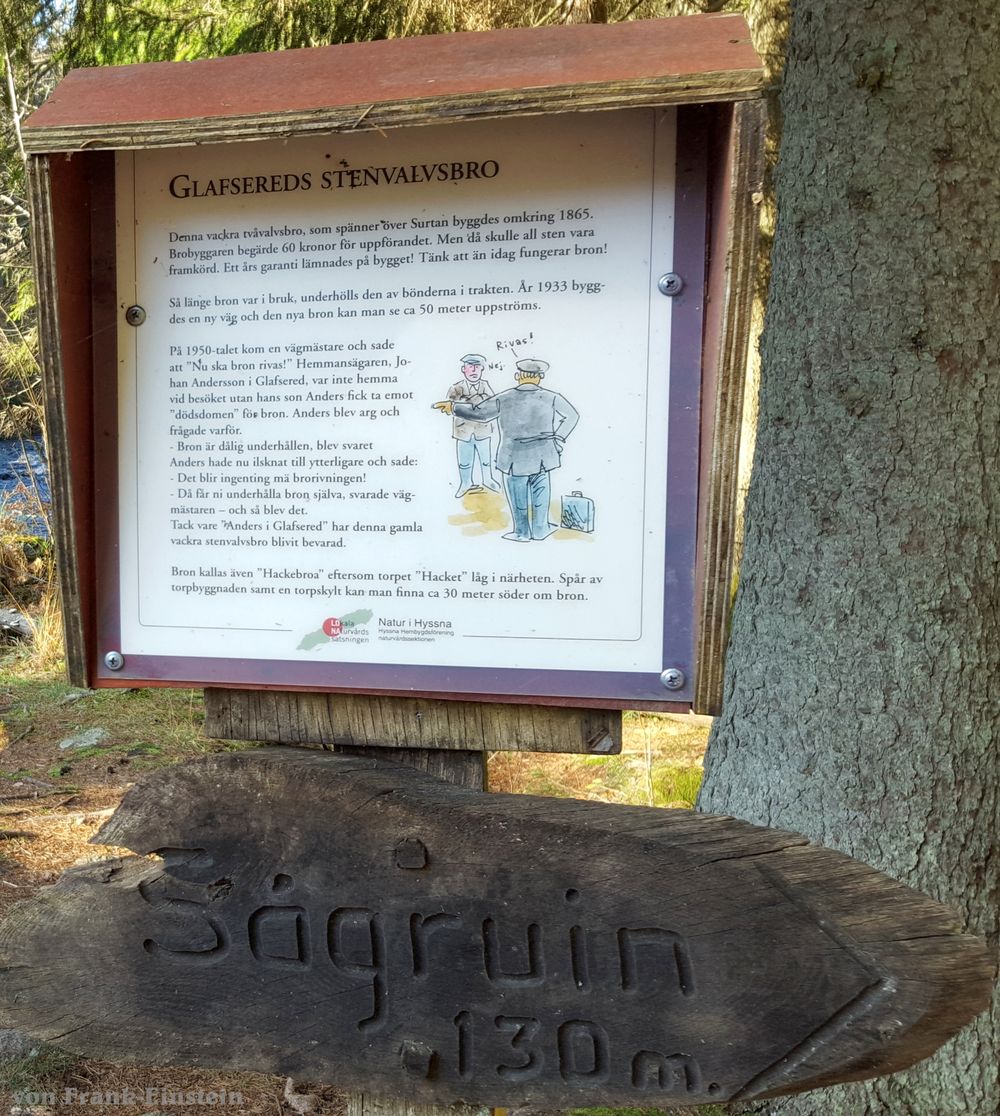 GLAFSEREDS STENVALVSBRO
Denna vackra tvåvalvsbro, som spänner över Surtan byggdes omkring 1865.
Brobyggaren begärde 60 kronor för uppförandet. Men då skulle all sten vara
framkörd. Ett års garanti lämnades på bygget! Tänk att än idag fungerar bron!
Så länge bron var i bruk, underhölls den av bönderna i trakten. År 1933 bygg-
des en ny väg och den nya bron kan man se ca 50 meter uppströms.
På 1950-talet kom en vägmästare och sade
att "Nu ska bron rivas!" Hemmansägaren, Jo-
han Andersson i Glafsered, var inte hemma
vid besöket utan hans son Anders fick ta emot
"dödsdomen" för bron. Anders blev arg och
frågade varför.
- Bron är dålig underhållen, blev svaret
Anders hade nu ilsknat till ytterligare och sade:
- Det blir ingenting mä brorivningen!
- Då får ni underhålla bron själva, svarade väg-
mästaren – och så blev det.
Tack vare "Anders i Glafsered" har denna gamla
vackra stenvalvsbro blivit bevarad.
Rivas!
Nej.
Bron kallas även "Hackebroa" eftersom torpet "Hacket" låg i närheten. Spår av
torpbyggnaden samt en torpskylt kan man finna ca 30 meter söder om bron.
LOkala
NAturvårds
satsningen
Natur i Hyssna
Hyssna Hembygdsförening
naturvårdssektionen
Sågruin
130 m.
von Frank Einstein